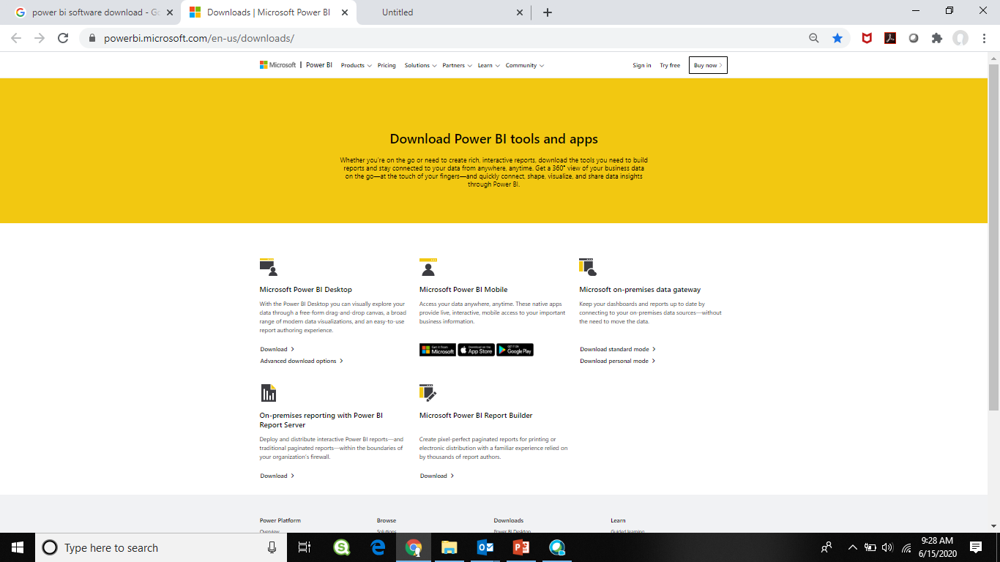 power bi software download - Go
Downloads | Microsoft Power BI
Untitled
powerbi.microsoft.com/en-us/downloads/
Microsoft | Power BI Products Pricing Solutions Partners Learn Community Sign in Try free Buy now
Download Power BI tools and apps
Whether you're on the go or need to create rich, interactive reports, download the tools you need to build
reports and stay connected to your data from anywhere, anytime. Get a 360° view of your business data
on the go—at the touch of your fingers—and quickly connect, shape, visualize, and share data insights
through Power BI.
Microsoft Power BI Desktop
With the Power BI Desktop you can visually explore your
data through a free-form drag-and-drop canvas, a broad
range of modern data visualizations, and an easy-to-use
report authoring experience.
Download
Advanced download options
Microsoft Power BI Mobile
Access your data anywhere, anytime. These native apps
provide live, interactive, mobile access to your important
business information.
Get it from
Microsoft
Download on the
App Store
GET IT ON
Google Play
Microsoft on-premises data gateway
Keep your dashboards and reports up to date by
connecting to your on-premises data sources—without
the need to move the data.
Download standard mode
Download personal mode
On-premises reporting with Power BI
Report Server
Deploy and distribute interactive Power BI reports—and
traditional paginated reports—within the boundaries of
your organization's firewall.
Download
Microsoft Power BI Report Builder
Create pixel-perfect paginated reports for printing or
electronic distribution with a familiar experience relied on
by thousands of report authors.
Download
Power Platform
Overview
Browse
Solutions
Downloads
Power BI Desktop
Learn
Guided learning
Type here to search
9:28 AM
6/15/2020